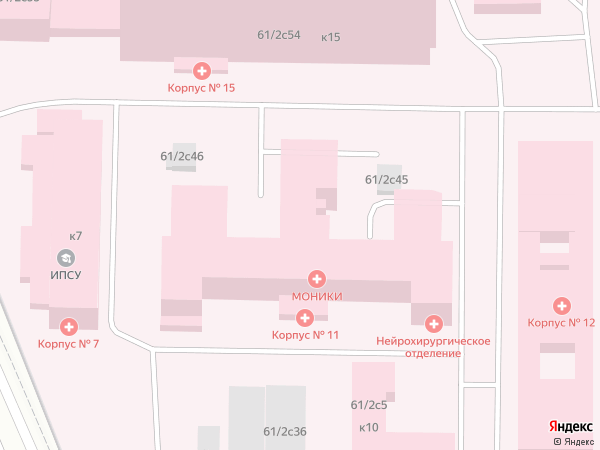 61/2с54
к15
Корпус № 15
61/2с46
61/2с45
к7
ИПСУ
МОНИКИ
Корпус № 11
Корпус № 7
Нейрохирургическое
отделение
Корпус № 12
61/2с5
к10
61/2с36
Яндекс
© Яндекс